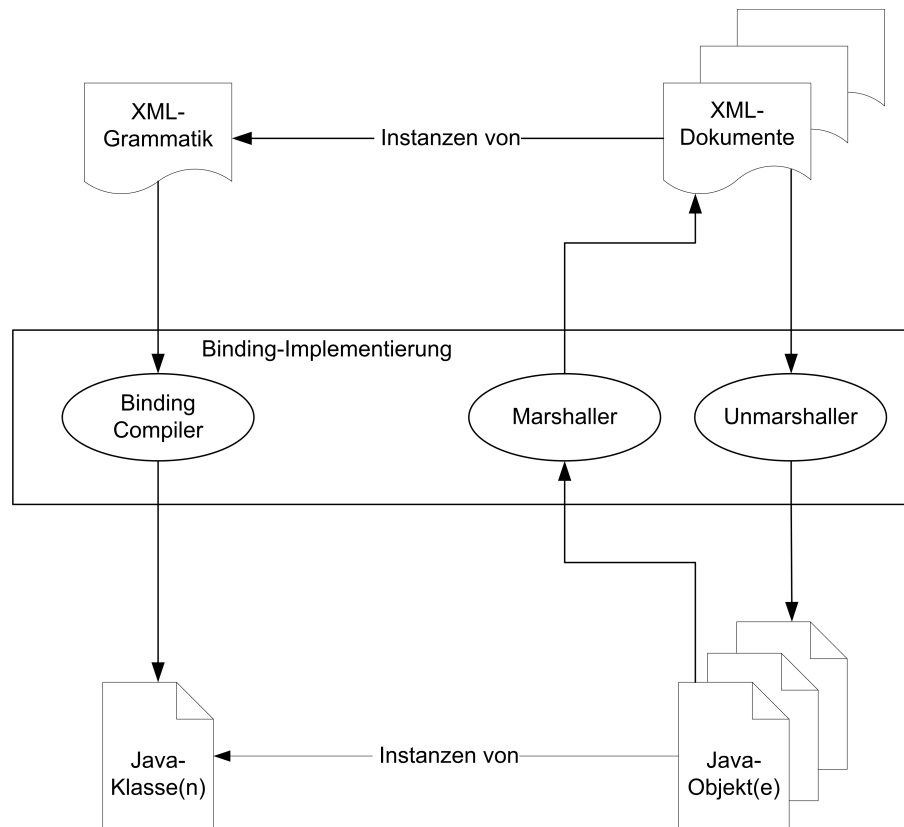 XML-
Grammatik
Instanzen von
XML-
Dokumente
Binding-Implementierung
Binding
Compiler
Marshaller
Unmarshaller
Java-
Klasse(n)
Instanzen von
Java-
Objekt(e)